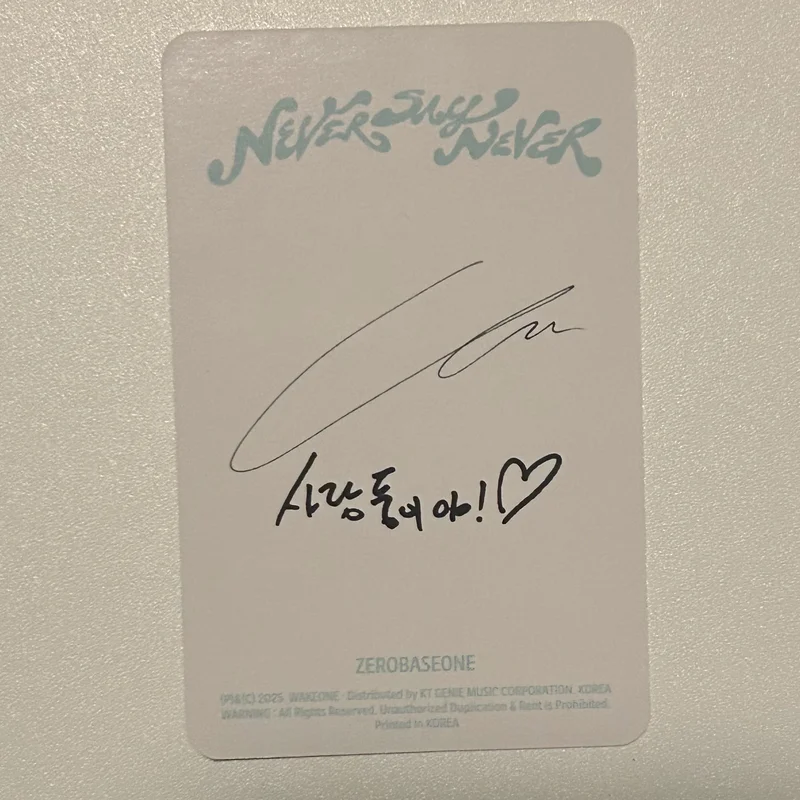 NEVER SAY NEVER
사랑둥이야!♡
ZEROBASEONE
(P)&(C) 2025. WAKEONE · Distributed by KT GENIE MUSIC CORPORATION, KOREA
WARNING : All Rights Reserved. Unauthorized Duplication & Rent is Prohibited.
Printed in KOREA